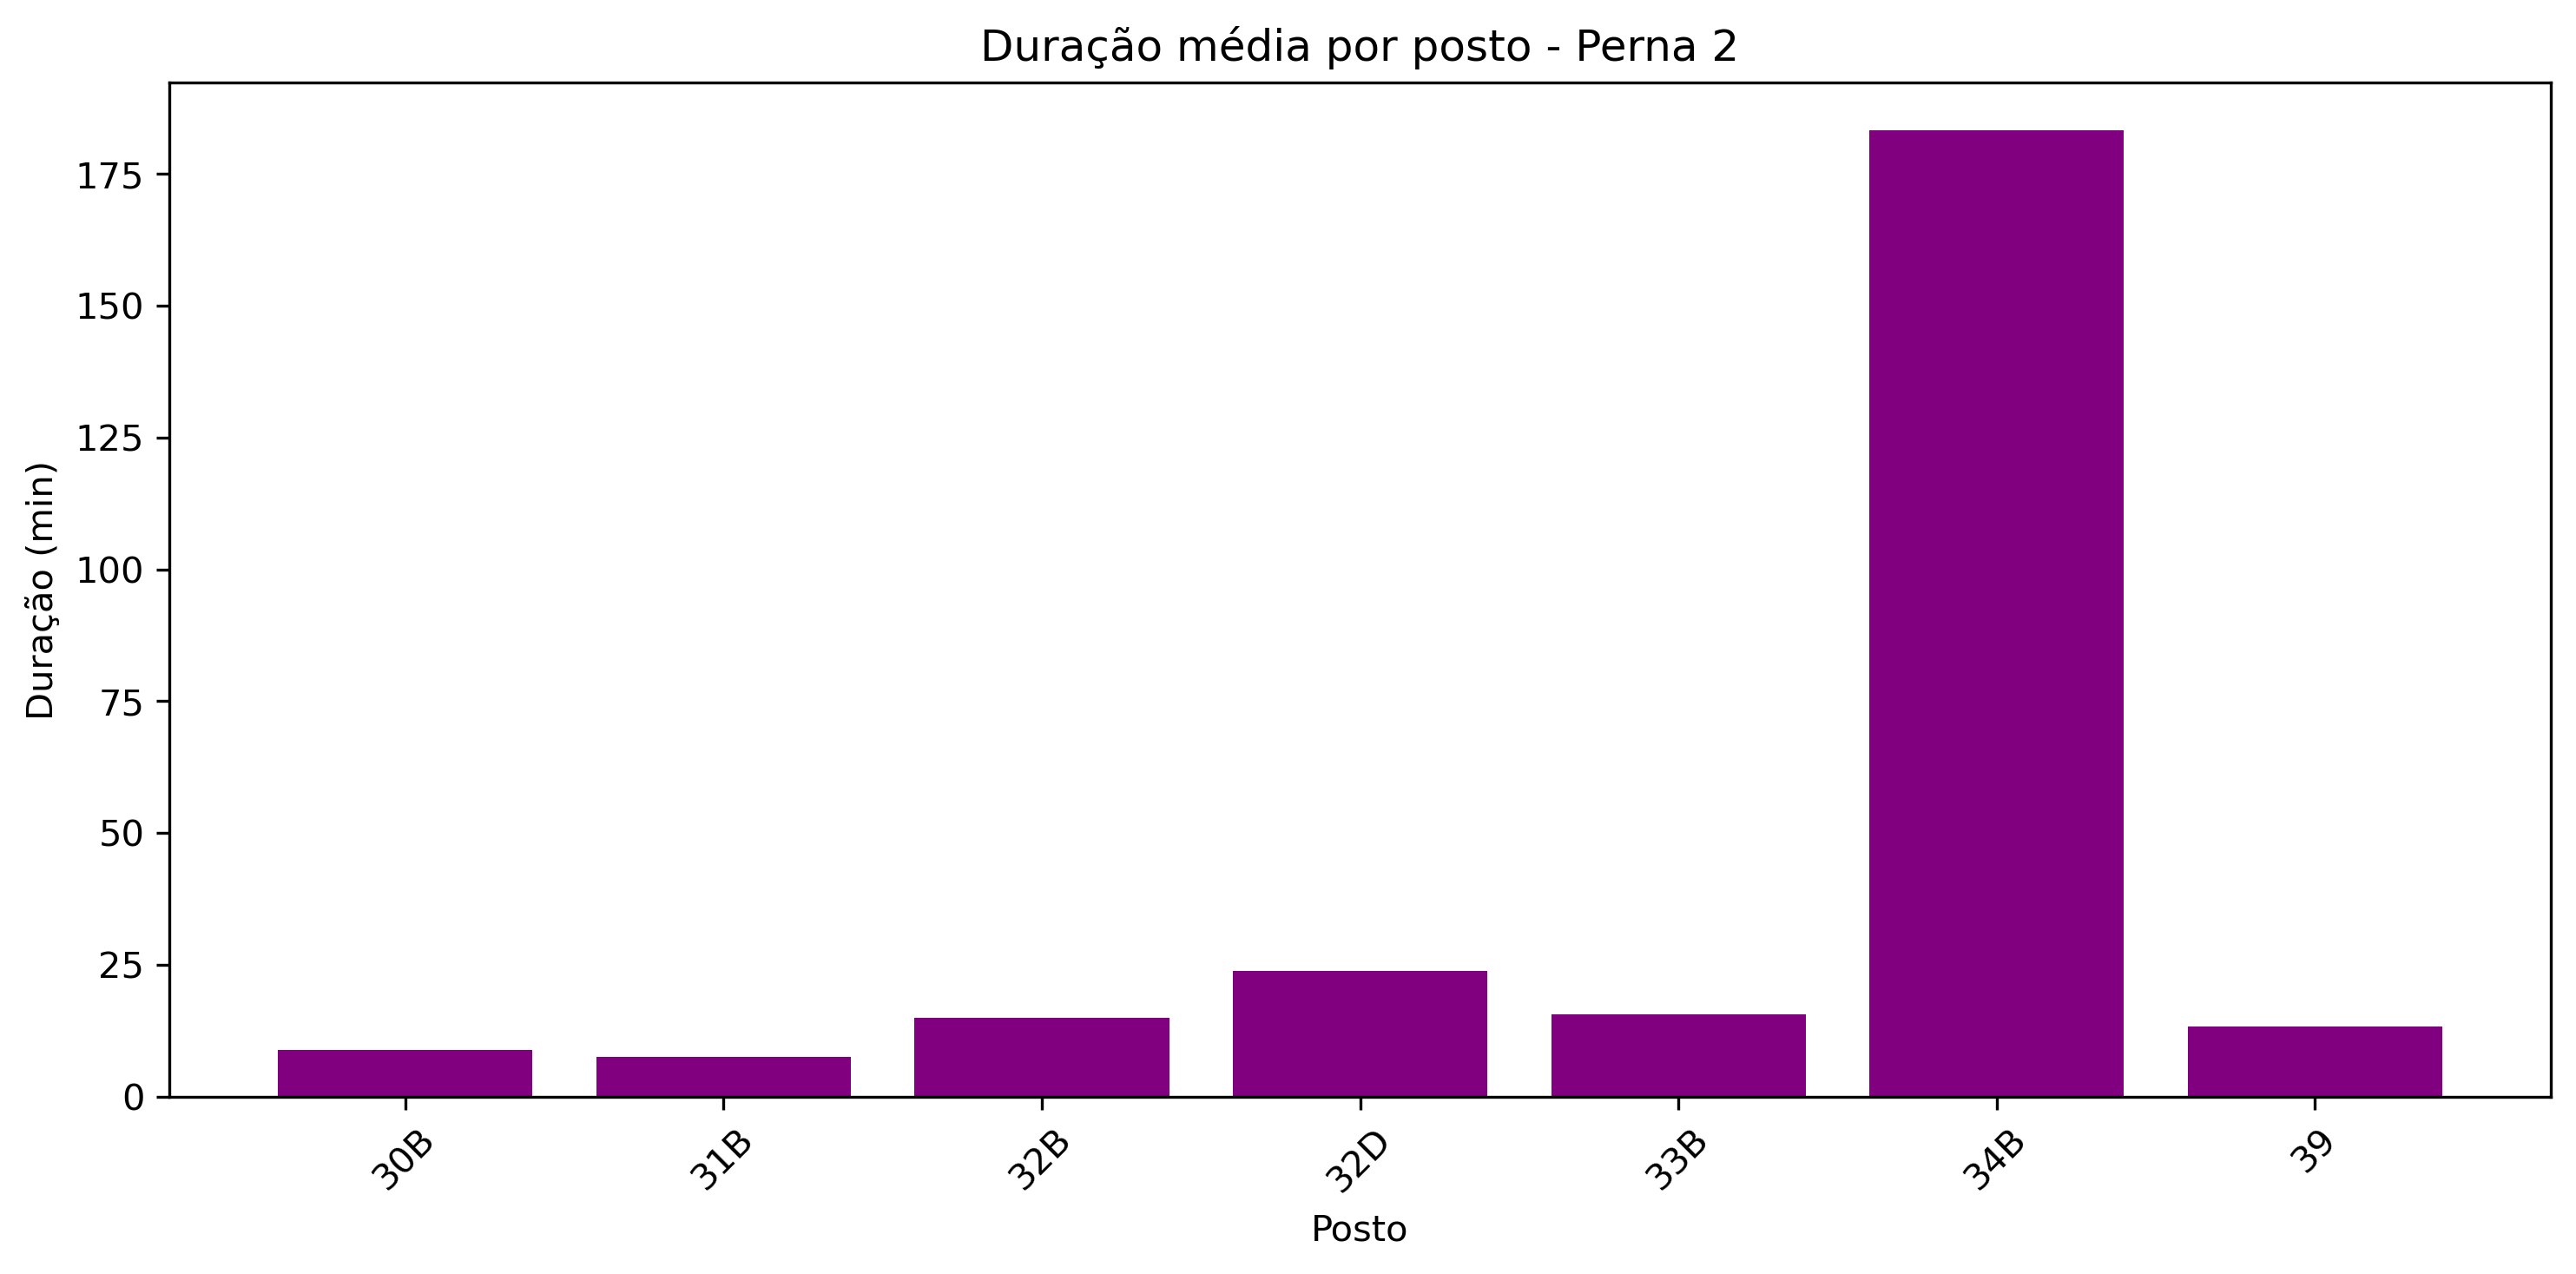 Duração média por posto - Perna 2
Duração (min)
175
150
125
100
75
50
25
0
30B
31B
32B
32D
33B
34B
39
Posto